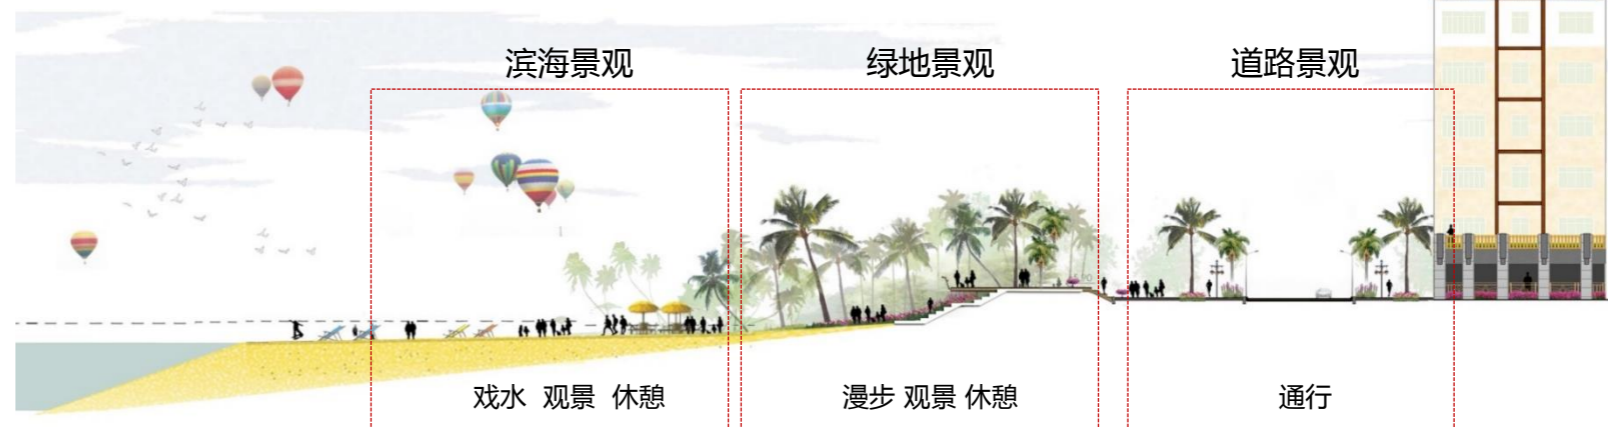 滨海景观
绿地景观
道路景观
戏水 观景 休憩
漫步 观景 休憩
通行